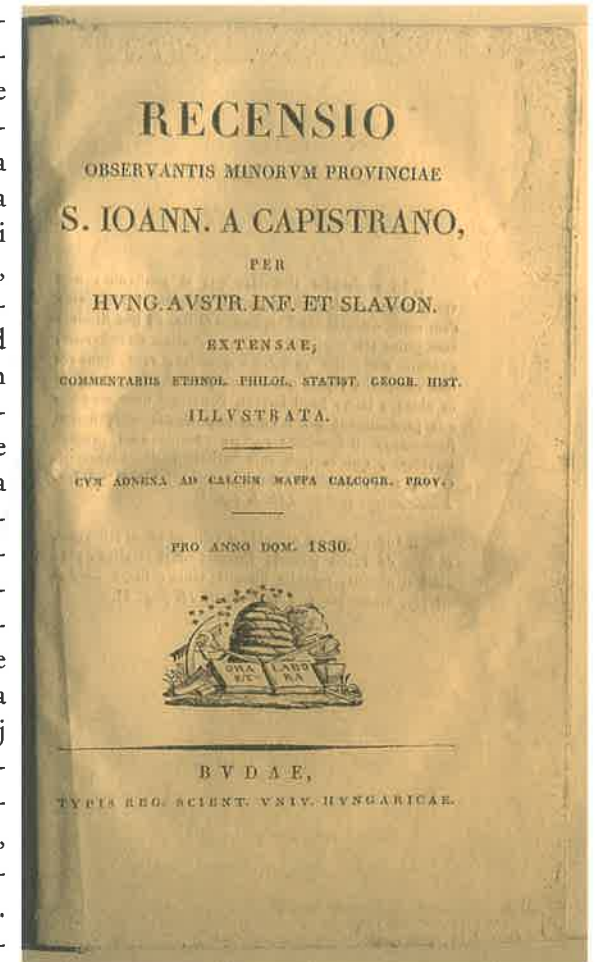 RECENSIO
OBSERVANTIS MINORVM PROVINCIAE
S. IOANN. A CAPISTRANO,
PER
HVNG. AVSTR. INF. ET SLAVON.
EXTENSAE;
COMMENTARIIS ETHNOL. PHILOL. STATIST. GEOGR. HIST.
ILLVSTRATA.
CVM ADNEXA AD CALCEM MAPPA CALCOGR. PROV.
PRO ANNO DOM. 1830.
ORA ET LABO
RA
BVDAE,
TYPIS REG. SCIENT. VNIV. HVNGARICAE.